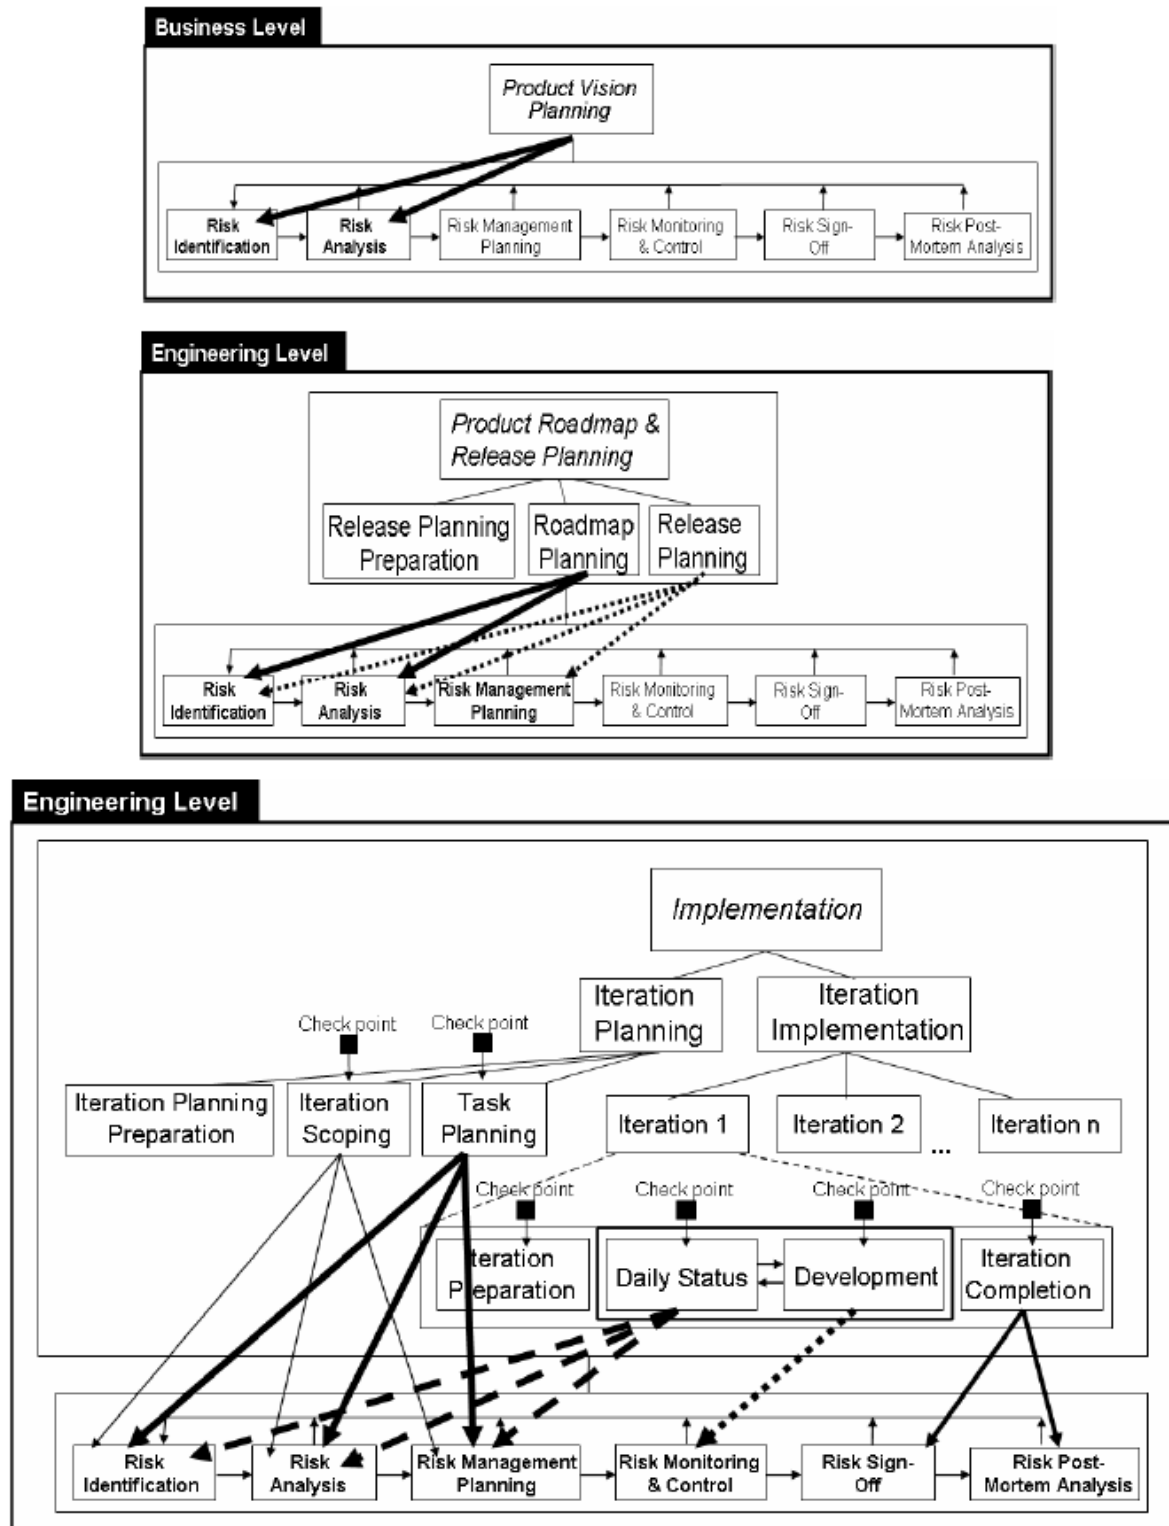 Business Level
Product Vision
Planning
Risk
Identification
Risk
Analysis
Risk Management
Planning
Risk Monitoring
& Control
Risk Sign-
Off
Risk Post-
Mortem Analysis
Engineering Level
Product Roadmap &
Release Planning
Release Planning
Preparation
Roadmap
Planning
Release
Planning
Risk
Identification
Risk
Analysis
Risk Management
Planning
Risk Monitoring
& Control
Risk Sign-
Off
Risk Post-
Mortem Analysis
Engineering Level
Implementation
Iteration
Planning
Iteration
Implementation
Check point
Check point
Iteration Planning
Preparation
Iteration
Scoping
Task
Planning
Iteration 1
Iteration 2
...
Iteration n
Check point
Check point
Check point
Check point
Iteration
Preparation
Daily Status
Development
Iteration
Completion
Risk
Identification
Risk
Analysis
Risk Management
Planning
Risk Monitoring
& Control
Risk Sign-
Off
Risk Post-
Mortem Analysis